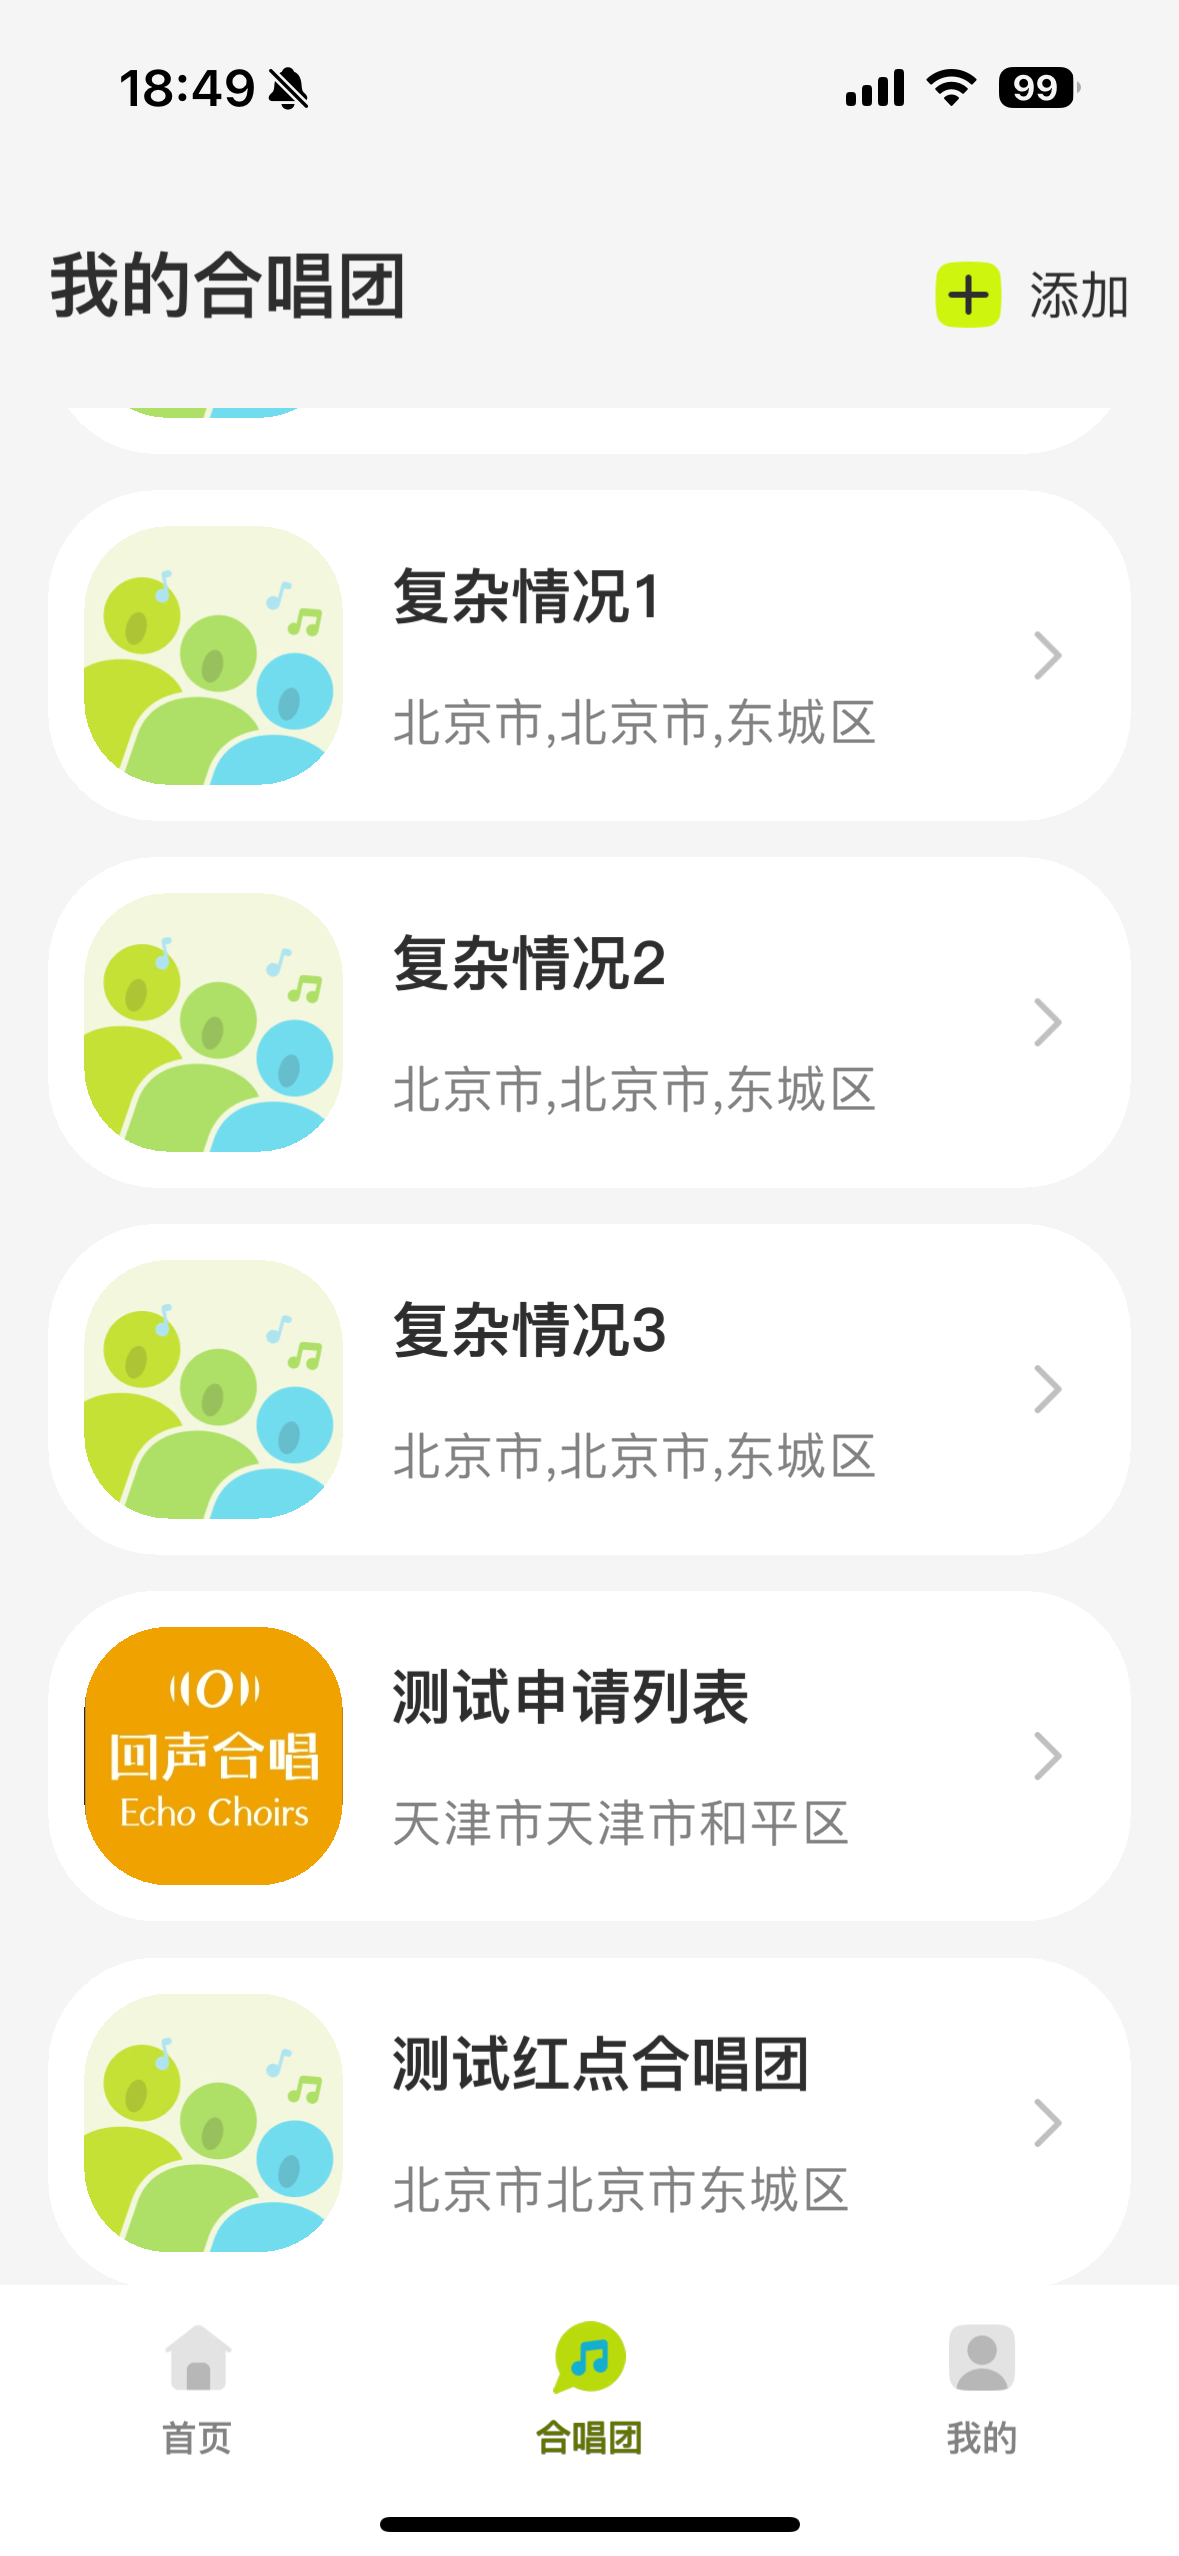 18:49
99
我的合唱团
添加
复杂情况1
北京市,北京市,东城区
复杂情况2
北京市,北京市,东城区
复杂情况3
北京市,北京市,东城区
回声合唱
Echo Choirs
测试申请列表
天津市天津市和平区
测试红点合唱团
北京市北京市东城区
首页
合唱团
我的